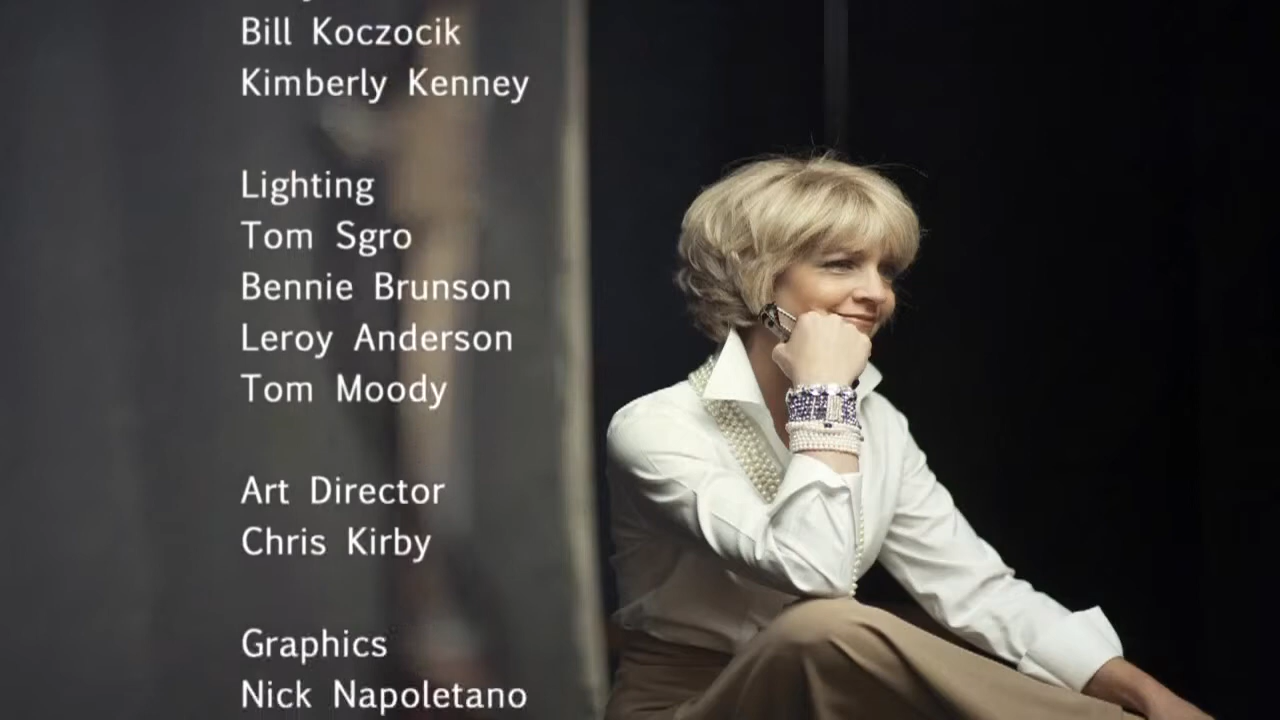 Bill Koczocik
Kimberly Kenney
Lighting
Tom Sgro
Bennie Brunson
Leroy Anderson
Tom Moody
Art Director
Chris Kirby
Graphics
Nick Napoletano